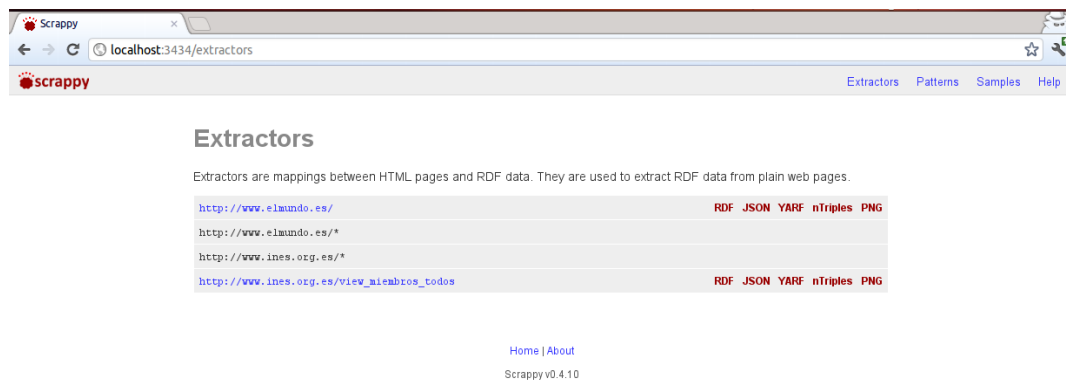 Scrappy
localhost:3434/extractors
scrappy
Extractors Patterns Samples Help
Extractors
Extractors are mappings between HTML pages and RDF data. They are used to extract RDF data from plain web pages.
http://www.elmundo.es/ RDF JSON YARF nTriples PNG
http://www.elmundo.es/*
http://www.ines.org.es/*
http://www.ines.org.es/view_miembros_todos RDF JSON YARF nTriples PNG
Home | About
Scrappy v0.4.10